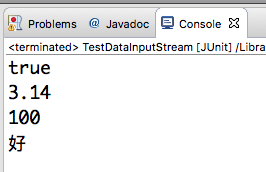 Problems @ Javadoc Console
<terminated> TestDataInputStream [JUnit] /Libra
true
3.14
100
好